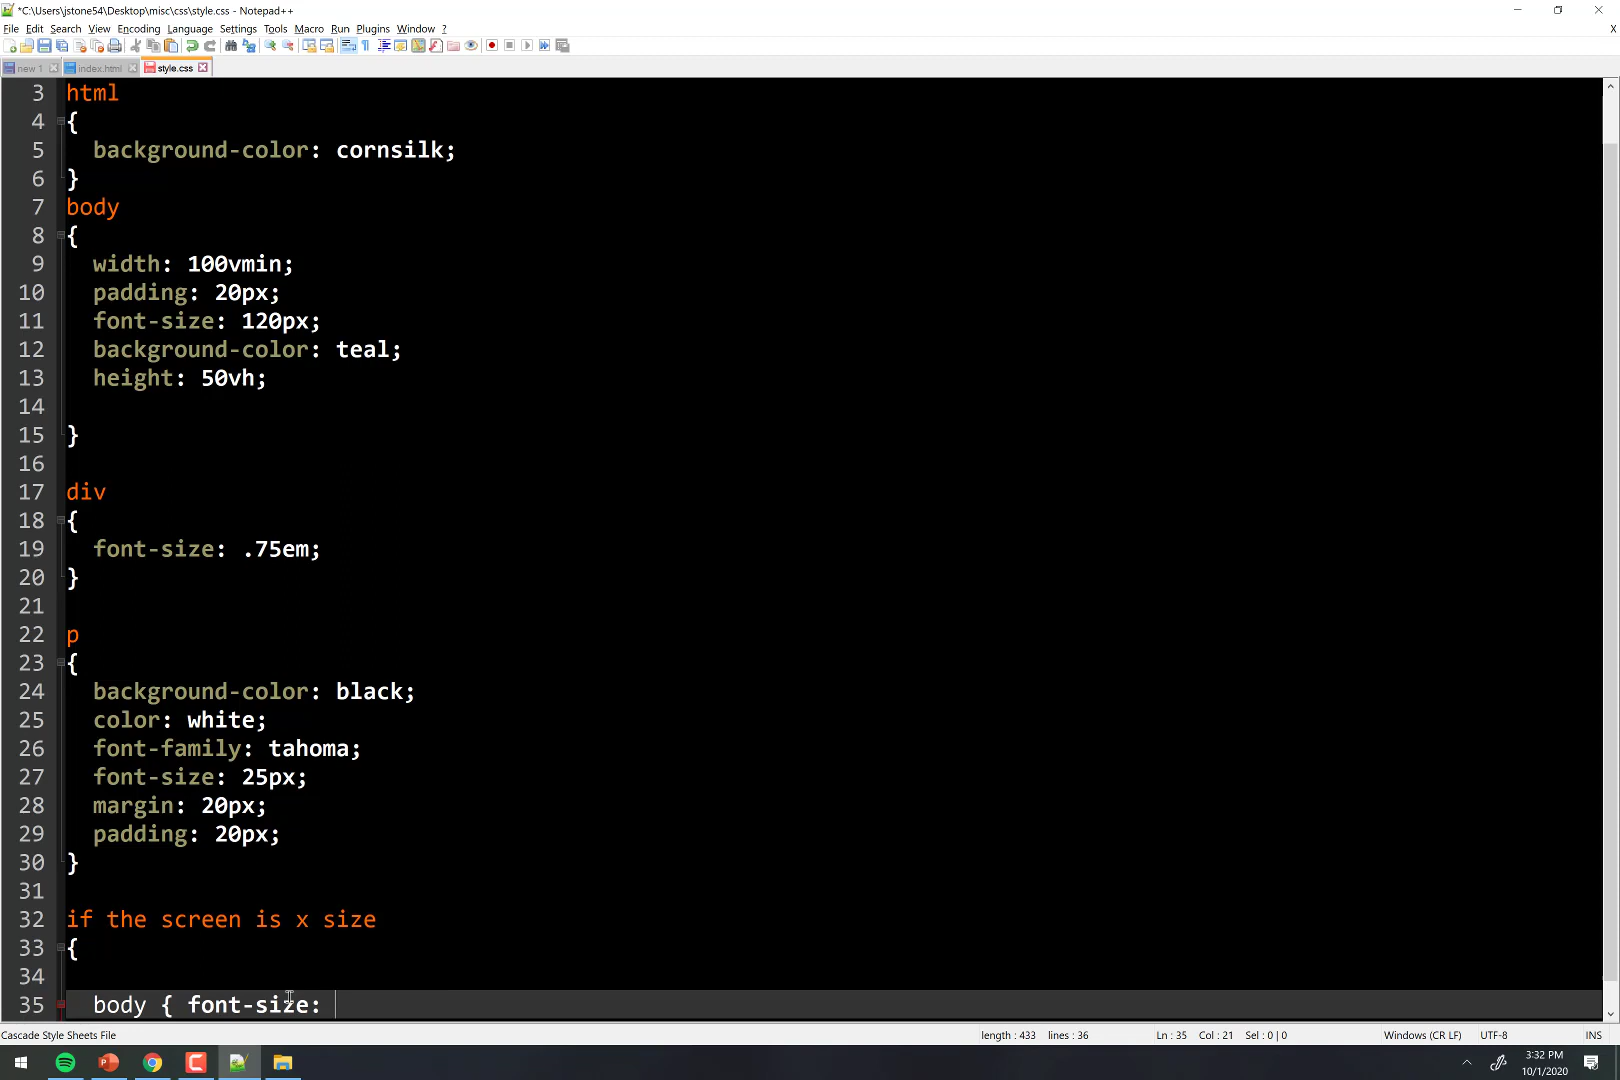 *C:\Users\jstone54\Desktop\misc\css\style.css - Notepad++
File Edit Search View Encoding Language Settings Tools Macro Run Plugins Window ? X
new 1 index.html style.css
3 html
4 {
5 background-color: cornsilk;
6 }
7 body
8 {
9 width: 100vmin;
10 padding: 20px;
11 font-size: 120px;
12 background-color: teal;
13 height: 50vh;
14
15 }
16
17 div
18 {
19 font-size: .75em;
20 }
21
22 p
23 {
24 background-color: black;
25 color: white;
26 font-family: tahoma;
27 font-size: 25px;
28 margin: 20px;
29 padding: 20px;
30 }
31
32 if the screen is x size
33 {
34
35 body { font-size:
Cascade Style Sheets File length : 433 lines : 36 Ln : 35 Col : 21 Sel : 0 | 0 Windows (CR LF) UTF-8 INS
3:32 PM
10/1/2020